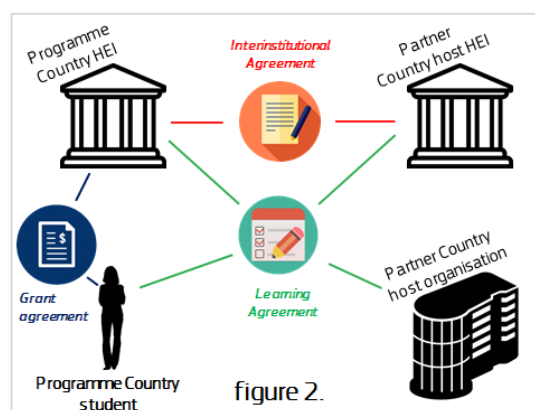 Programme
Country HEI
Interinstitutional
Agreement
Partner
Country host HEI
$
Grant
agreement
Learning
Agreement
Partner Country
host organisation
Programme Country
student
figure 2.